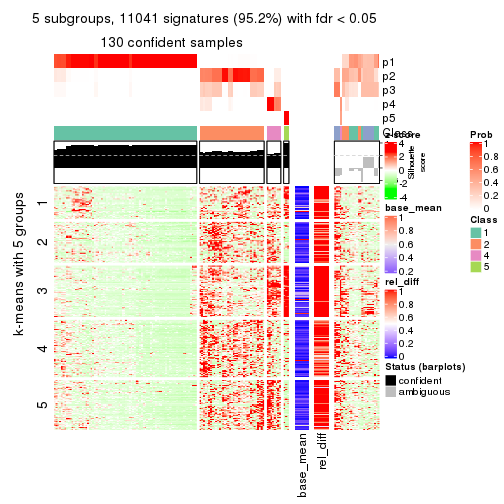 5 subgroups, 11041 signatures (95.2%) with fdr < 0.05
130 confident samples
p1
p2
p3
p4
p5
Class
z-score
4
2
0
-2
-4
Silhouette
score
base_mean
1
0.8
0.6
0.4
0.2
rel_diff
1
0.8
0.6
0.4
0.2
0
Status (barplots)
confident
ambiguous
Prob
1
0.8
0.6
0.4
0.2
0
Class
1
2
4
5
k-means with 5 groups
1
2
3
4
5
base_mean
rel_diff